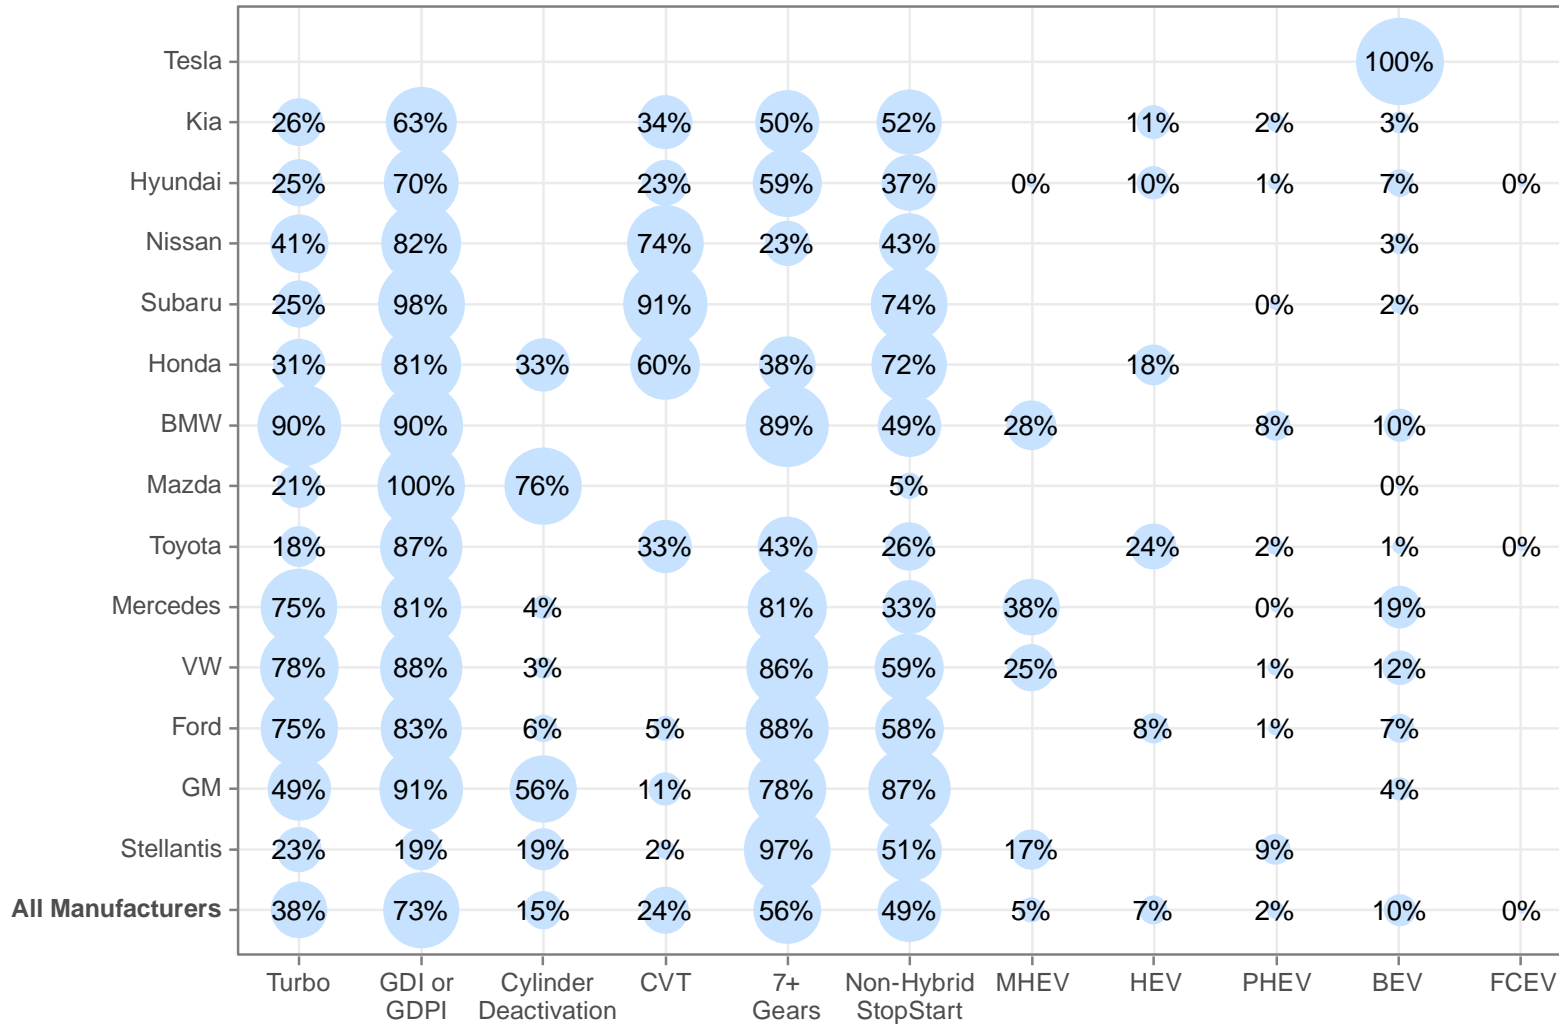 Tesla 100%
Kia 26% 63% 34% 50% 52% 11% 2% 3%
Hyundai 25% 70% 23% 59% 37% 0% 10% 1% 7% 0%
Nissan 41% 82% 74% 23% 43% 3%
Subaru 25% 98% 91% 74% 0% 2%
Honda 31% 81% 33% 60% 38% 72% 18%
BMW 90% 90% 89% 49% 28% 8% 10%
Mazda 21% 100% 76% 5% 0%
Toyota 18% 87% 33% 43% 26% 24% 2% 1% 0%
Mercedes 75% 81% 4% 81% 33% 38% 0% 19%
VW 78% 88% 3% 86% 59% 25% 1% 12%
Ford 75% 83% 6% 5% 88% 58% 8% 1% 7%
GM 49% 91% 56% 11% 78% 87% 4%
Stellantis 23% 19% 19% 2% 97% 51% 17% 9%
All Manufacturers 38% 73% 15% 24% 56% 49% 5% 7% 2% 10% 0%
Turbo GDI or Cylinder CVT 7+ Non-Hybrid MHEV HEV PHEV BEV FCEV
GDPI Deactivation Gears StopStart